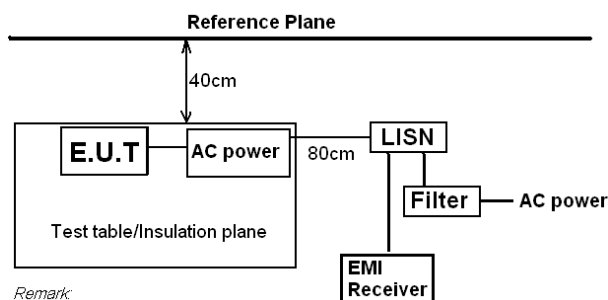 Reference Plane
40cm
E.U.T
AC power
80cm
LISN
Filter
AC power
Test table/Insulation plane
EMI
Receiver
Remark: